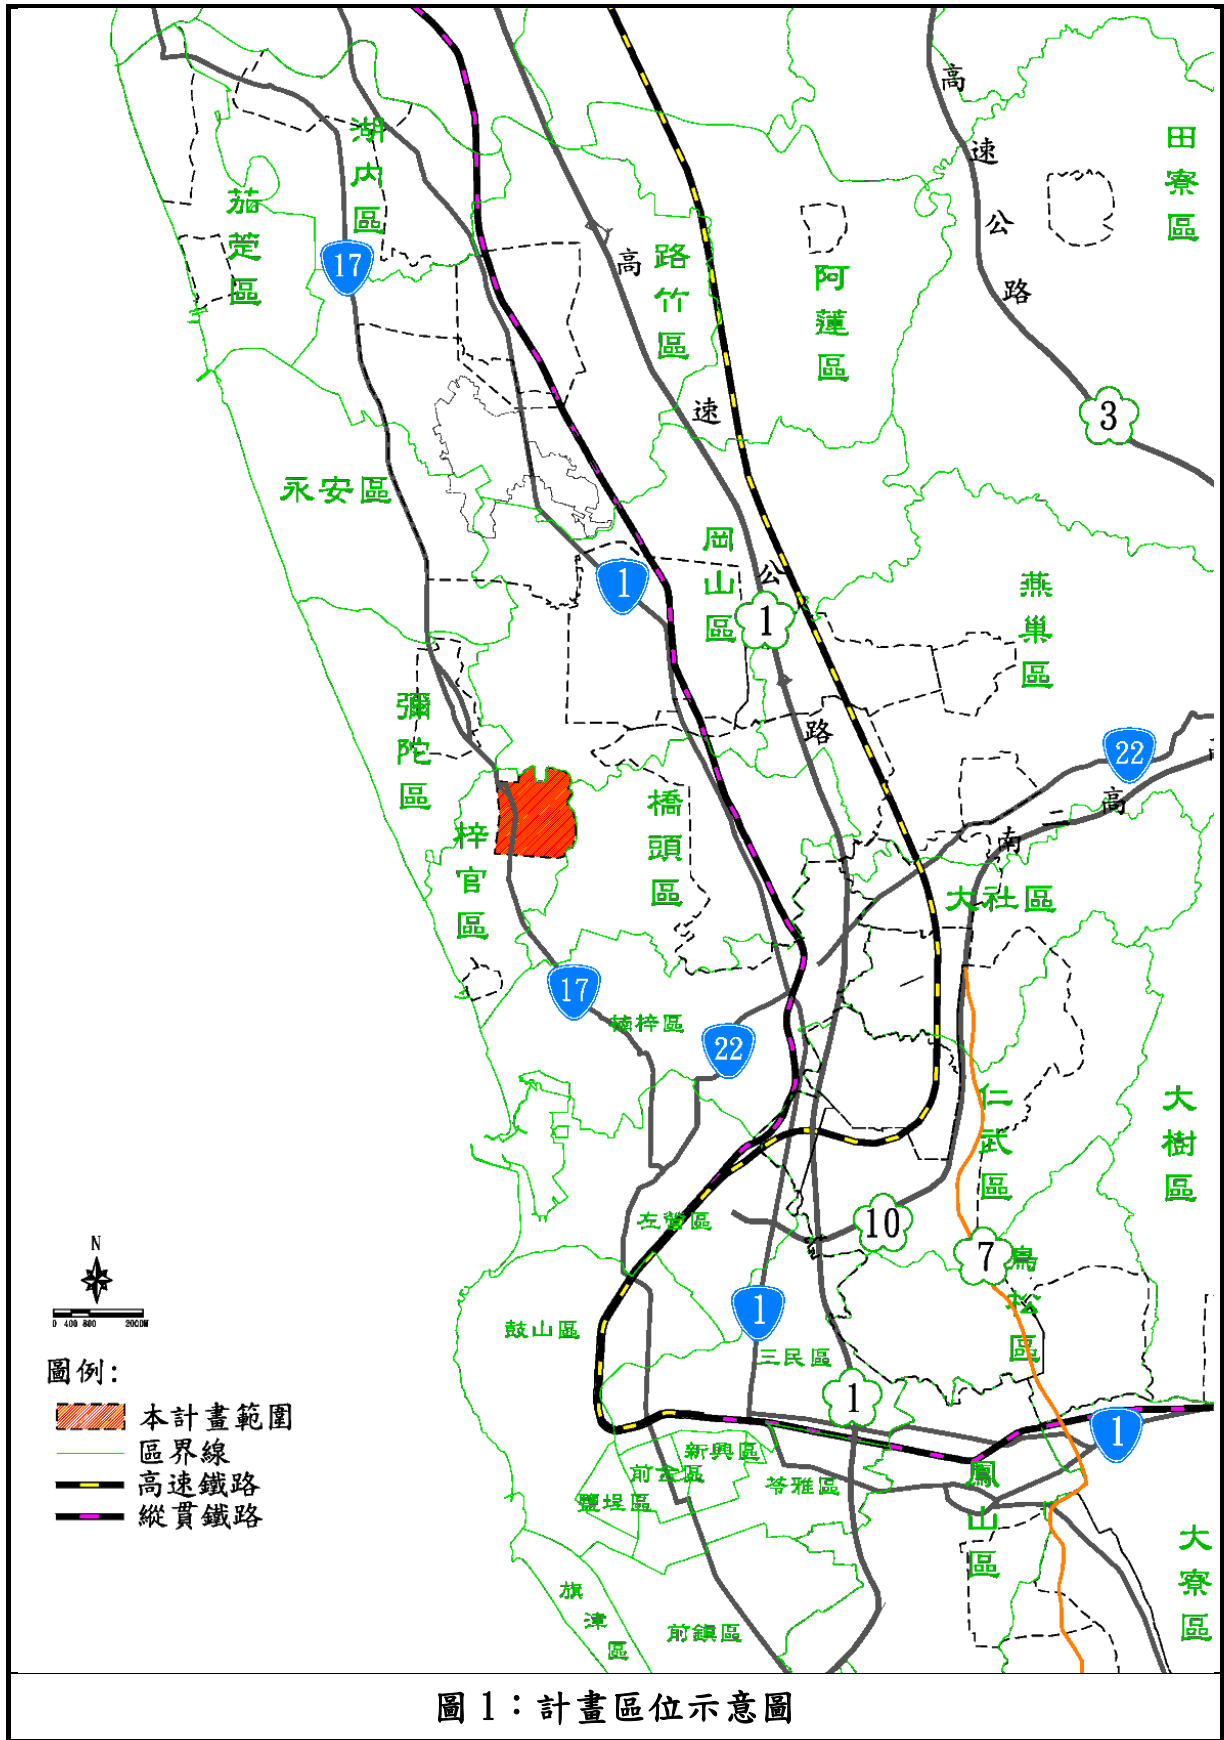 高
速
公
路
田寮區
湖內區
茄萣區
17
高
速
公
路
路竹區
阿蓮區
3
永安區
岡山區
1
1
燕巢區
彌陀區
22
梓官區
橋頭區
南
二
高
大社區
17
楠梓區
22
仁武區
大樹區
左營區
10
7
鳥松區
N
0 400 800 2000M
鼓山區
1
三民區
1
1
圖例:
本計畫範圍
區界線
高速鐵路
縱貫鐵路
新興區
前金區
苓雅區
鹽埕區
鳳山區
大寮區
旗津區
前鎮區
圖 1：計畫區位示意圖